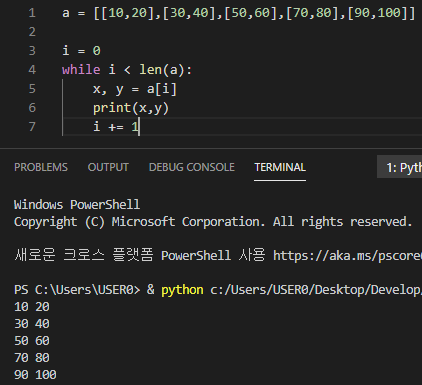 1 a = [[10,20],[30,40],[50,60],[70,80],[90,100]]
2
3 i = 0
4 while i < len(a):
5 x, y = a[i]
6 print(x,y)
7 i += 1
PROBLEMS OUTPUT DEBUG CONSOLE TERMINAL 1: Pyth
Windows PowerShell
Copyright (C) Microsoft Corporation. All rights reserved.
새로운 크로스 플랫폼 PowerShell 사용 https://aka.ms/pscore
PS C:\Users\USER0> & python c:/Users/USER0/Desktop/Develop/
10 20
30 40
50 60
70 80
90 100